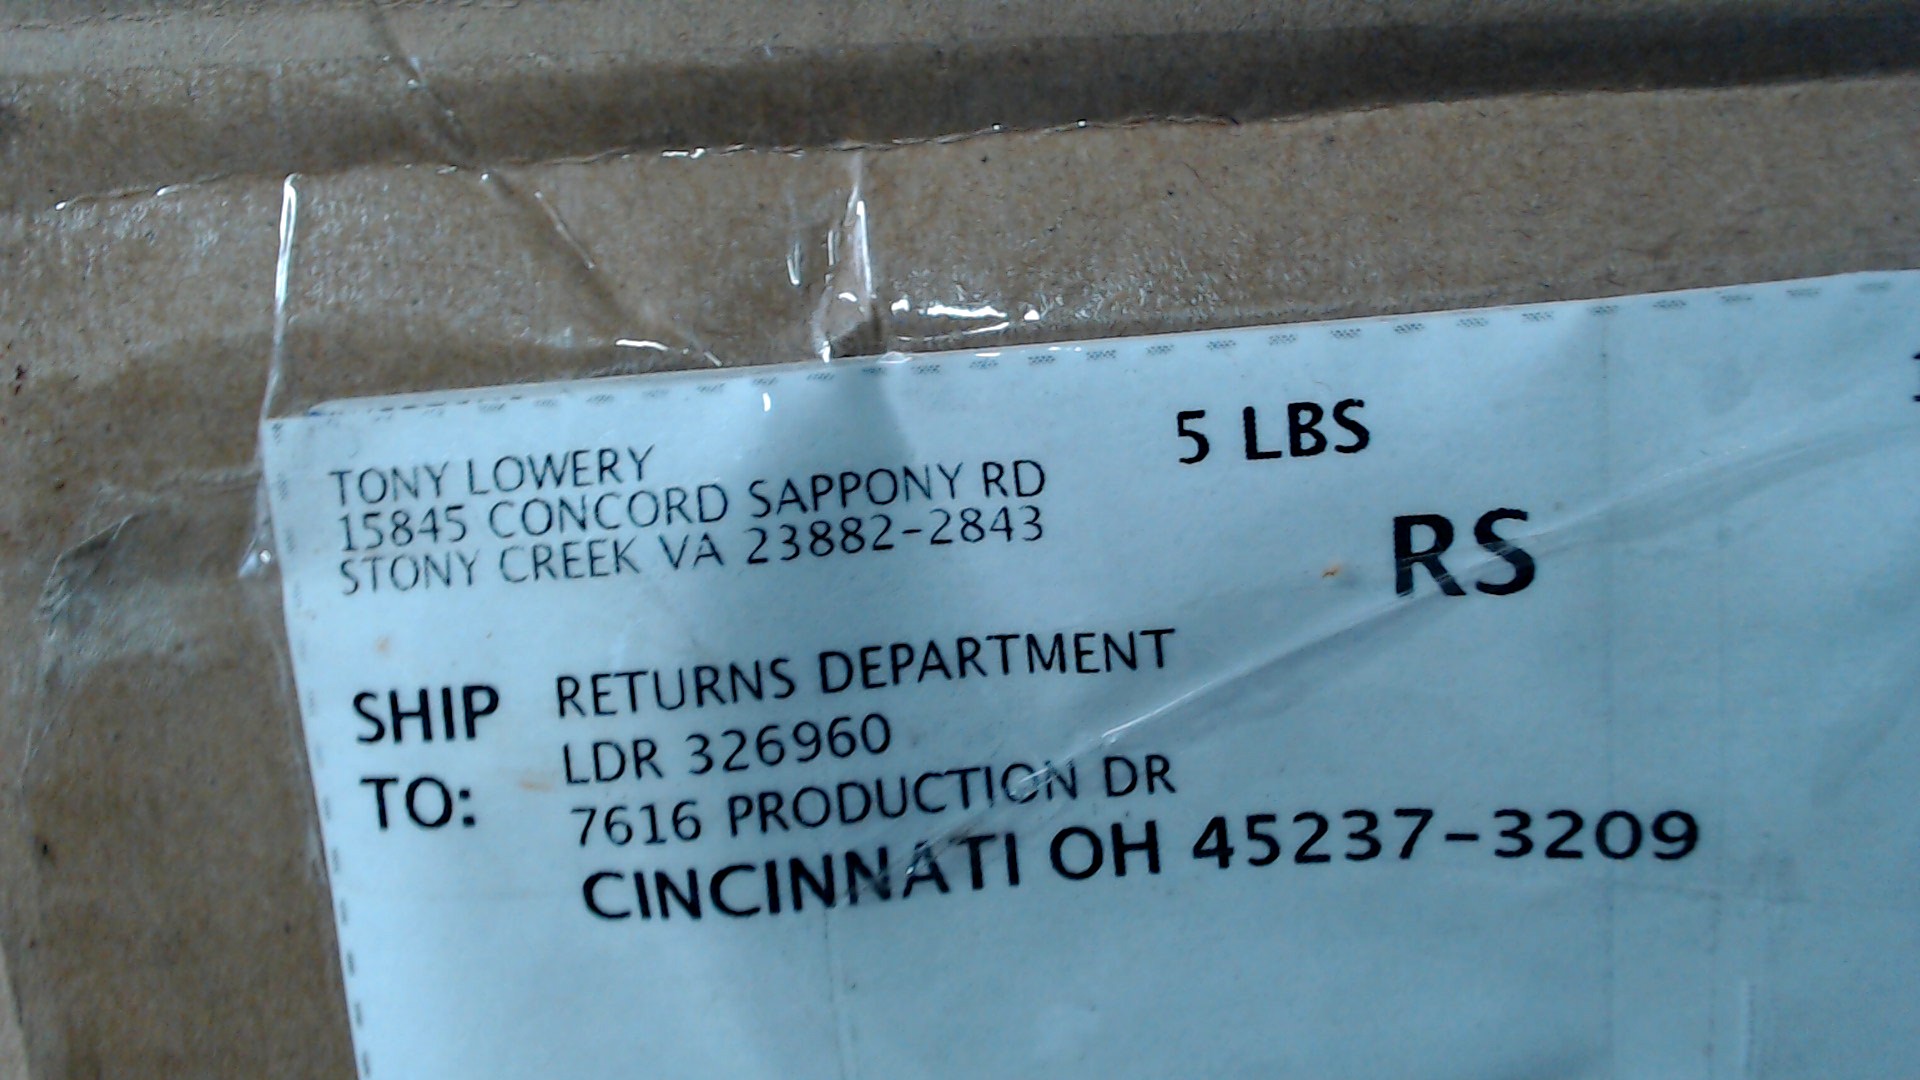 TONY LOWERY
15845 CONCORD SAPPONY RD
STONY CREEK VA 23882-2843
5 LBS
RS
SHIP TO:
RETURNS DEPARTMENT
LDR 326960
7616 PRODUCTION DR
CINCINNATI OH 45237-3209